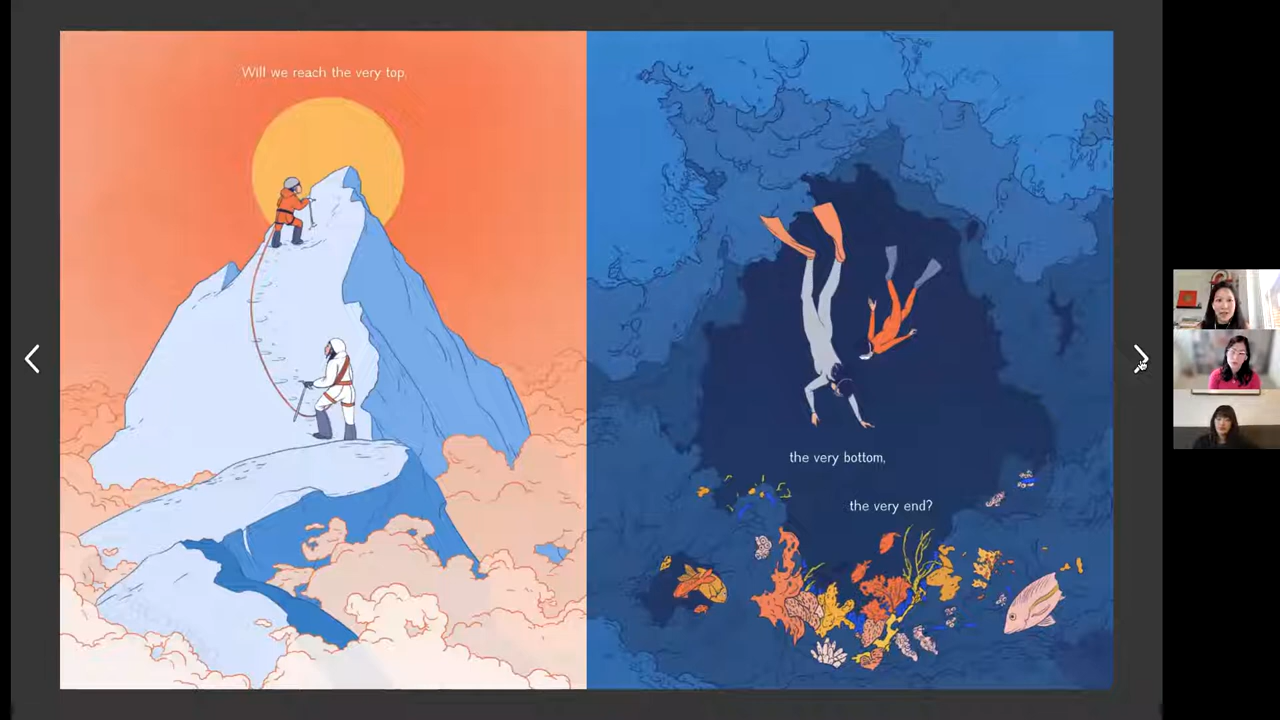 Will we reach the very top,
the very bottom,
the very end?